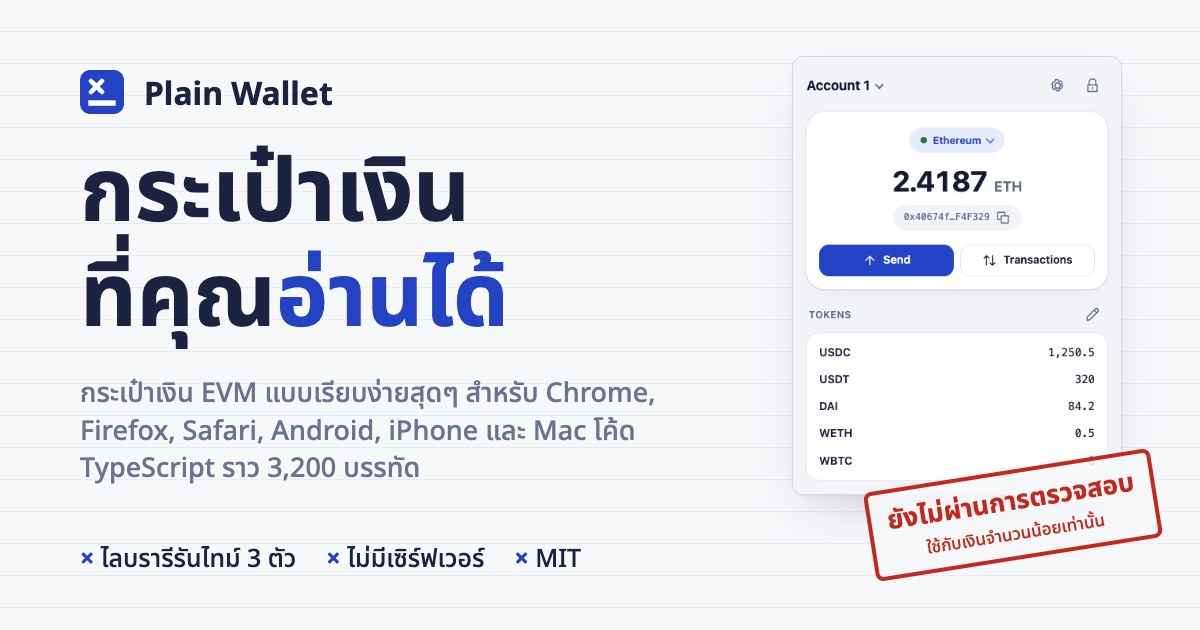 Plain Wallet
กระเป๋าเงิน
ที่คุณอ่านได้
กระเป๋าเงิน EVM แบบเรียบง่ายสุดๆ สำหรับ Chrome,
Firefox, Safari, Android, iPhone และ Mac โค้ด
TypeScript ราว 3,200 บรรทัด
× ไลบรารีรันไทม์ 3 ตัว × ไม่มีเซิร์ฟเวอร์ × MIT
Account 1
Ethereum
2.4187 ETH
0x40674f…F4F329
Send
Transactions
TOKENS
USDC 1,250.5
USDT 320
DAI 84.2
WETH 0.5
WBTC
ยังไม่ผ่านการตรวจสอบ
ใช้กับเงินจำนวนน้อยเท่านั้น